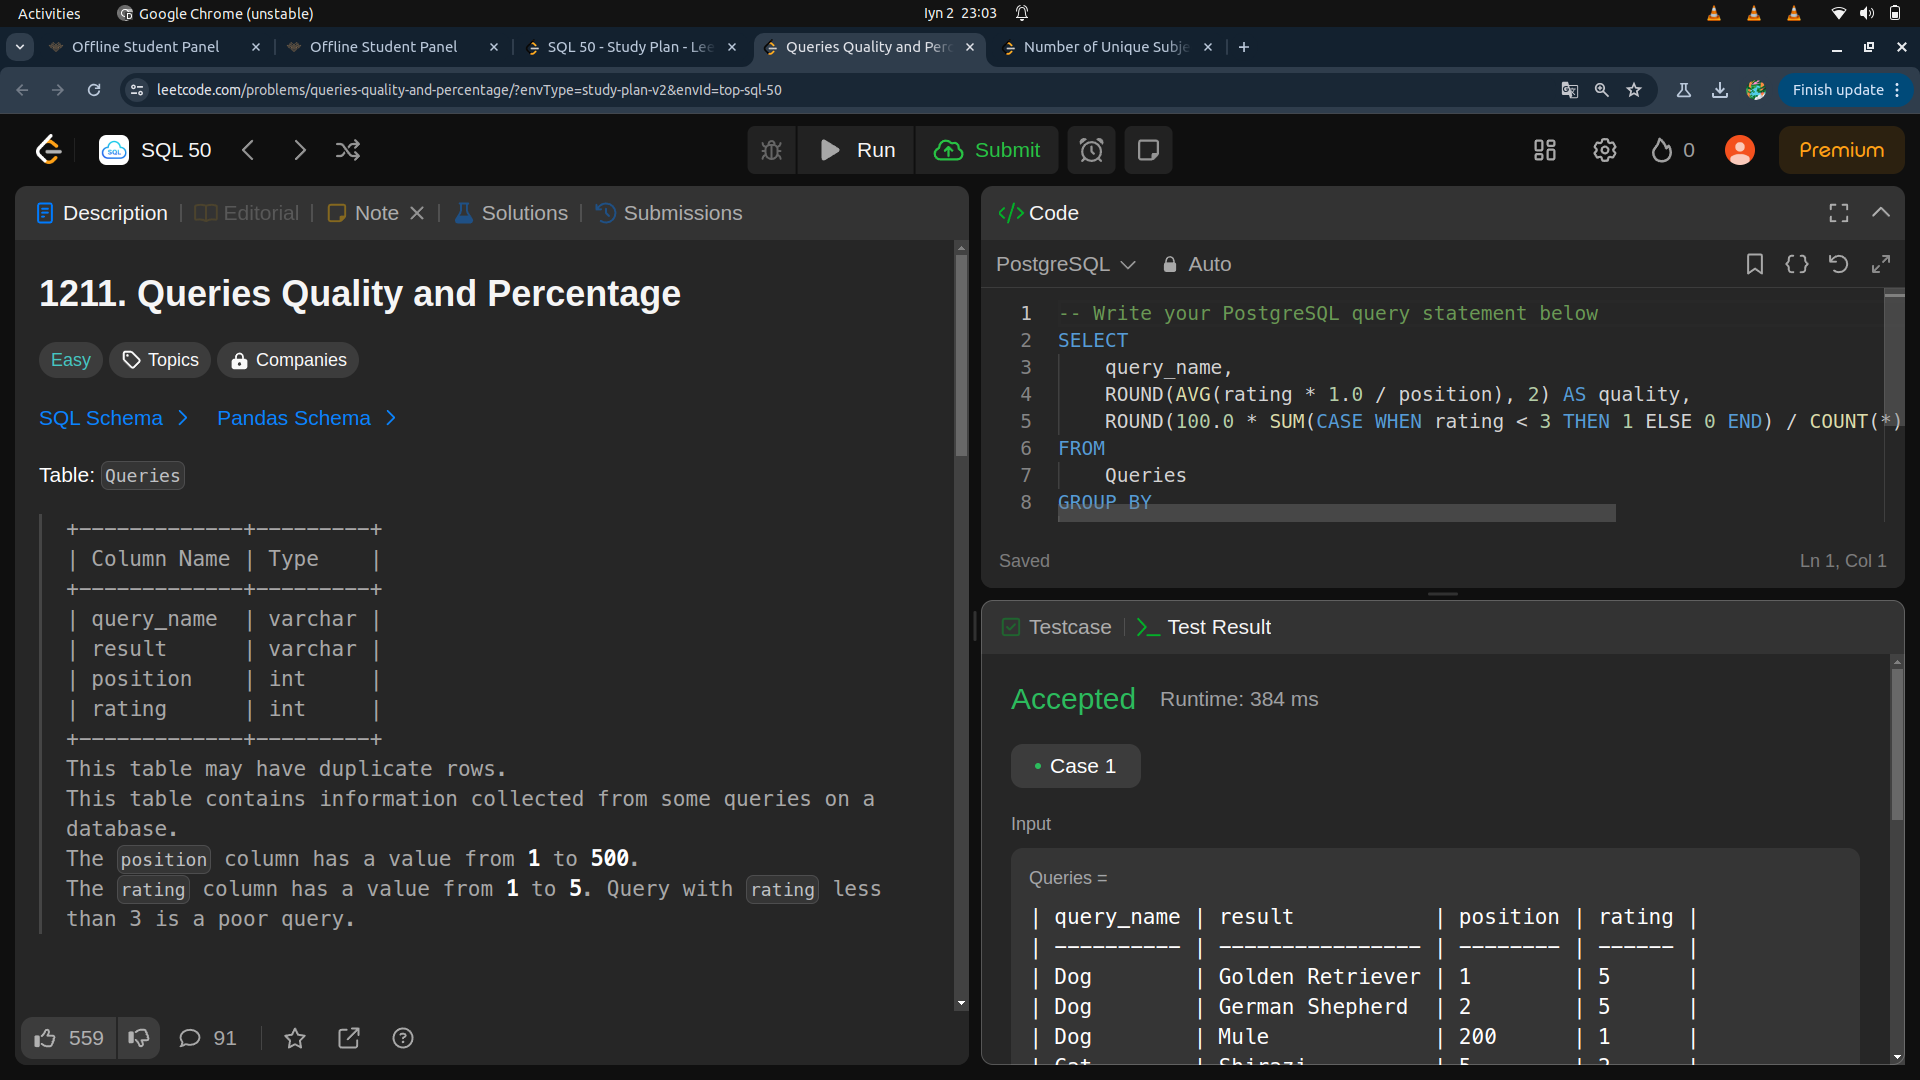 Activities
Google Chrome (unstable)
Iyn 2 23:03
Offline Student Panel
Offline Student Panel
SQL 50 - Study Plan - Lee
Queries Quality and Perc
Number of Unique Subje
leetcode.com/problems/queries-quality-and-percentage/?envType=study-plan-v2&envId=top-sql-50
Finish update
SQL 50
Run
Submit
0
Premium
Description
Editorial
Note
Solutions
Submissions
1211. Queries Quality and Percentage
Easy
Topics
Companies
SQL Schema
Pandas Schema
Table: Queries
+-------------+---------+
| Column Name | Type    |
+-------------+---------+
| query_name  | varchar |
| result      | varchar |
| position    | int     |
| rating      | int     |
+-------------+---------+
This table may have duplicate rows.
This table contains information collected from some queries on a
database.
The position column has a value from 1 to 500.
The rating column has a value from 1 to 5. Query with rating less
than 3 is a poor query.
559
91
</> Code
PostgreSQL
Auto
1 -- Write your PostgreSQL query statement below
2 SELECT
3     query_name,
4     ROUND(AVG(rating * 1.0 / position), 2) AS quality,
5     ROUND(100.0 * SUM(CASE WHEN rating < 3 THEN 1 ELSE 0 END) / COUNT(*)
6 FROM
7     Queries
8 GROUP BY
Saved
Ln 1, Col 1
Testcase
Test Result
Accepted
Runtime: 384 ms
Case 1
Input
Queries =
| query_name | result           | position | rating |
| ---------- | ---------------- | -------- | ------ |
| Dog        | Golden Retriever | 1        | 5      |
| Dog        | German Shepherd  | 2        | 5      |
| Dog        | Mule             | 200      | 1      |
| Cat        | Shirazi          | 5        | 2      |